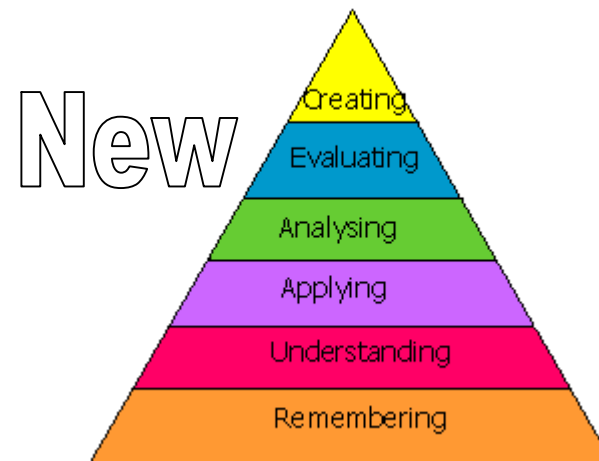 New
Creating
Evaluating
Analysing
Applying
Understanding
Remembering